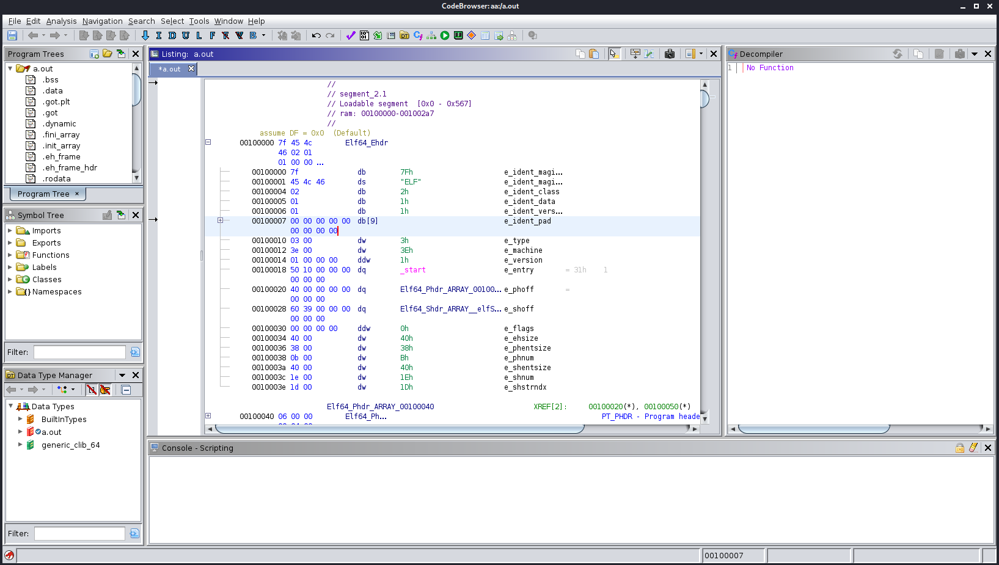 CodeBrowser: aa:/a.out
File Edit Analysis Navigation Search Select Tools Window Help
I D U L F B
Program Trees
a.out
.bss
.data
.got.plt
.got
.dynamic
.fini_array
.init_array
.eh_frame
.eh_frame_hdr
.rodata
Program Tree ×
Symbol Tree
Imports
Exports
Functions
Labels
Classes
Namespaces
Filter:
Data Type Manager
Data Types
BuiltInTypes
a.out
generic_clib_64
Filter:
Listing: a.out
*a.out
//
// segment_2.1
// Loadable segment [0x0 - 0x567]
// ram: 00100000-001002a7
//
assume DF = 0x0 (Default)
00100000 7f 45 4c Elf64_Ehdr
46 02 01
01 00 00 ...
00100000 7f db 7Fh e_ident_magi...
00100001 45 4c 46 ds "ELF" e_ident_magi...
00100004 02 db 2h e_ident_class
00100005 01 db 1h e_ident_data
00100006 01 db 1h e_ident_vers...
00100007 00 00 00 00 00 db[9] e_ident_pad
00 00 00 00
00100010 03 00 dw 3h e_type
00100012 3e 00 dw 3Eh e_machine
00100014 01 00 00 00 ddw 1h e_version
00100018 50 10 00 00 00 dq _start e_entry = 31h 1
00 00 00
00100020 40 00 00 00 00 dq Elf64_Phdr_ARRAY_00100... e_phoff =
00 00 00
00100028 60 39 00 00 00 dq Elf64_Shdr_ARRAY__elfS... e_shoff
00 00 00
00100030 00 00 00 00 ddw 0h e_flags
00100034 40 00 dw 40h e_ehsize
00100036 38 00 dw 38h e_phentsize
00100038 0b 00 dw Bh e_phnum
0010003a 40 00 dw 40h e_shentsize
0010003c 1e 00 dw 1Eh e_shnum
0010003e 1d 00 dw 1Dh e_shstrndx
Elf64_Phdr_ARRAY_00100040 XREF[2]: 00100020(*), 00100050(*)
00100040 06 00 00 Elf64_Ph... PT_PHDR - Program heade
Decompiler
1 No Function
Console - Scripting
00100007